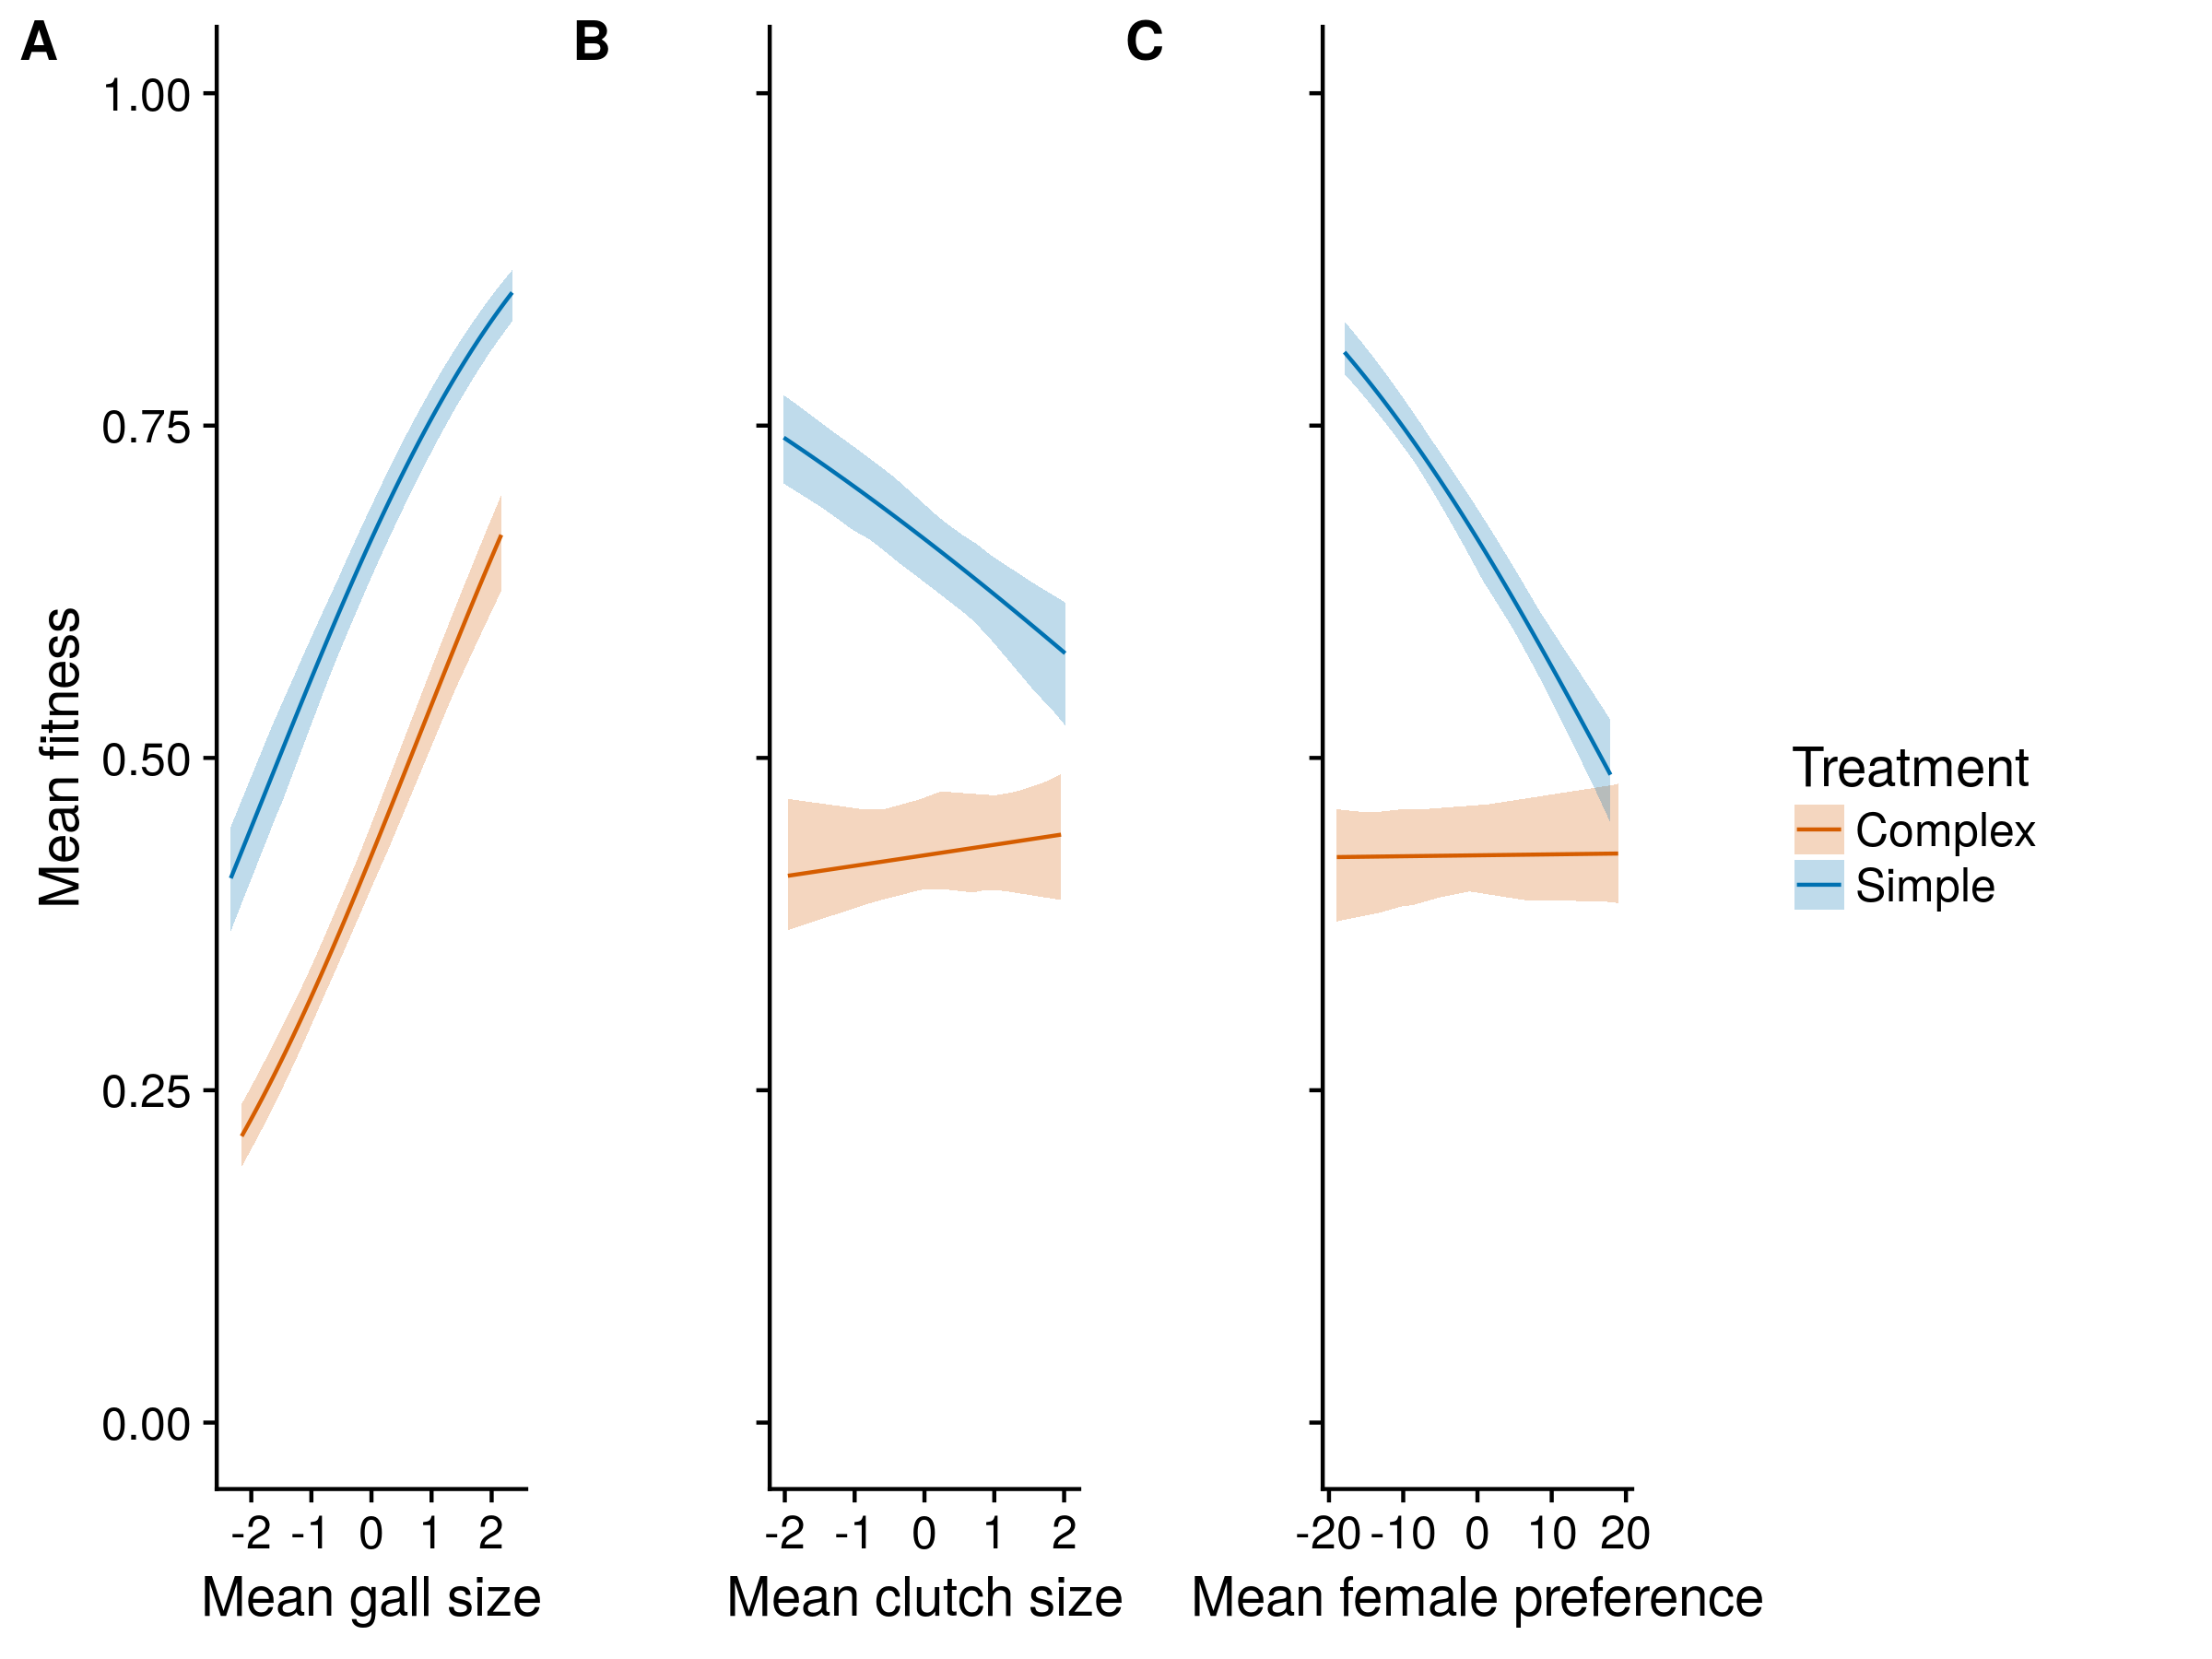 A
B
C
1.00
0.75
0.50
0.25
0.00
Mean fitness
-2 -1 0 1 2
-2 -1 0 1 2
-20 -10 0 10 20
Mean gall size
Mean clutch size
Mean female preference
Treatment
Complex
Simple